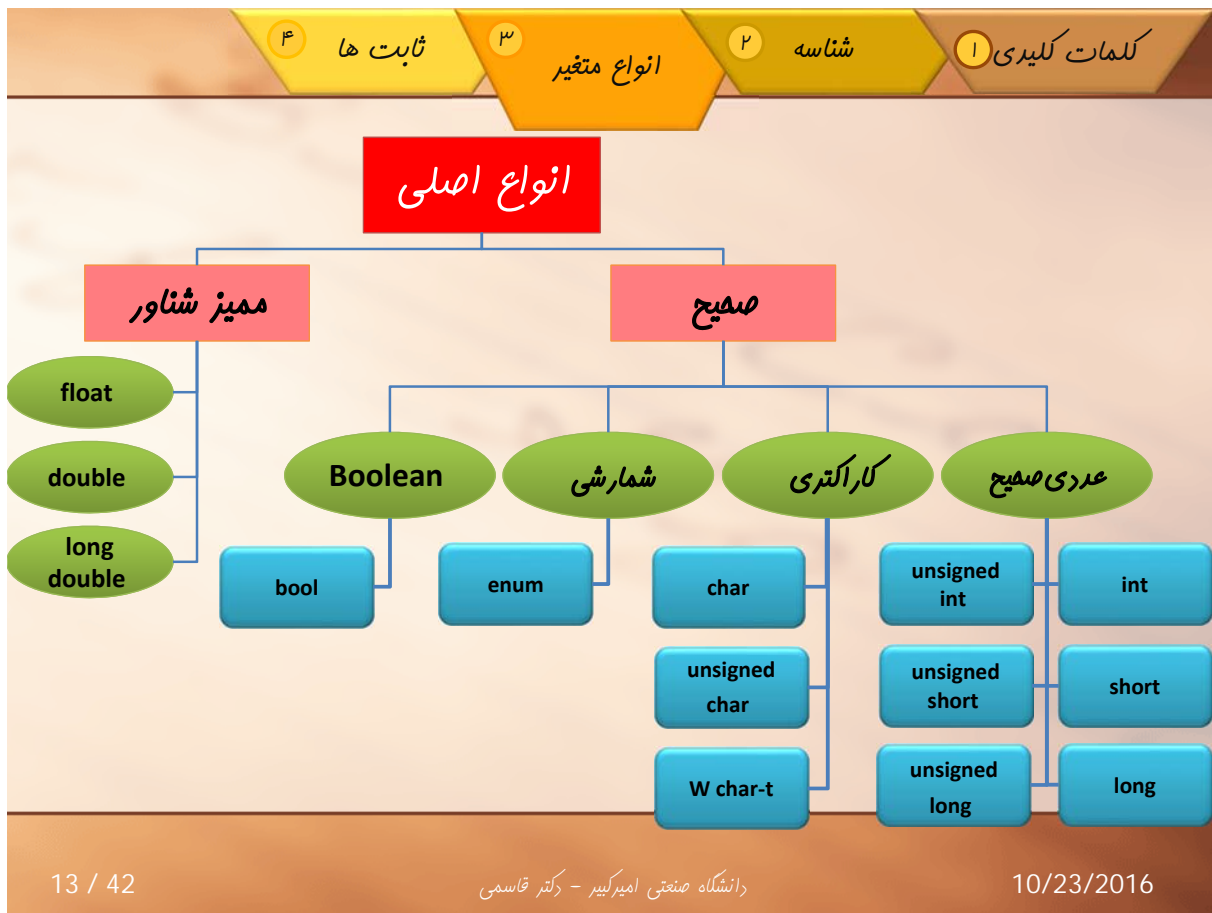 کلمات کلیدی ۱
شناسه ۲
انواع متغیر ۳
ثابت ها ۴
انواع اصلی
صحیح
ممیز شناور
عددی صحیح
کاراکتری
شمارشی
Boolean
float
double
long
double
int
unsigned
int
short
unsigned
short
long
unsigned
long
char
unsigned
char
W char-t
enum
bool
10/23/2016
دانشگاه صنعتی امیرکبیر - دکتر قاسمی
13 / 42